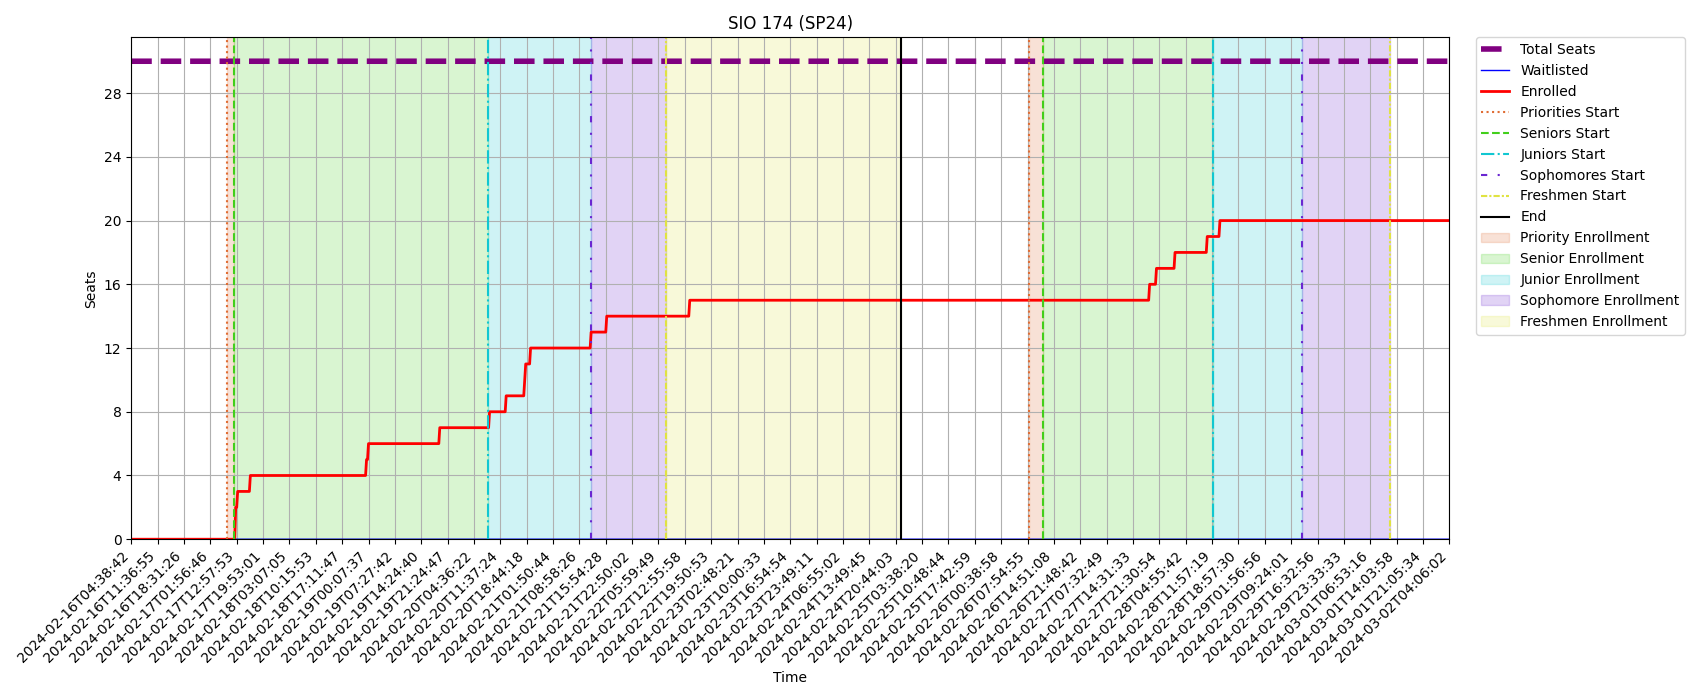 SIO 174 (SP24)
Seats
28
24
20
16
12
8
4
0
2024-02-16T04:38:42
2024-02-16T11:36:55
2024-02-16T18:31:26
2024-02-17T01:56:46
2024-02-17T12:57:53
2024-02-17T19:53:01
2024-02-18T03:07:05
2024-02-18T10:15:53
2024-02-18T17:11:47
2024-02-19T00:07:37
2024-02-19T07:27:42
2024-02-19T14:24:40
2024-02-19T21:24:47
2024-02-20T04:36:22
2024-02-20T11:37:24
2024-02-20T18:44:18
2024-02-21T01:50:44
2024-02-21T08:58:26
2024-02-21T15:54:28
2024-02-21T22:50:02
2024-02-22T05:59:49
2024-02-22T12:55:58
2024-02-22T19:50:53
2024-02-23T02:48:21
2024-02-23T10:00:33
2024-02-23T16:54:54
2024-02-23T23:49:11
2024-02-24T06:55:02
2024-02-24T13:49:45
2024-02-24T20:44:03
2024-02-25T03:38:20
2024-02-25T10:48:44
2024-02-25T17:42:59
2024-02-26T00:38:58
2024-02-26T07:54:55
2024-02-26T14:51:08
2024-02-26T21:48:42
2024-02-27T07:32:49
2024-02-27T14:31:33
2024-02-27T21:30:54
2024-02-28T04:55:42
2024-02-28T11:57:19
2024-02-28T18:57:30
2024-02-29T01:56:56
2024-02-29T09:24:01
2024-02-29T16:32:56
2024-02-29T23:33:33
2024-03-01T06:53:16
2024-03-01T14:03:58
2024-03-01T21:05:34
2024-03-02T04:06:02
Time
Total Seats
Waitlisted
Enrolled
Priorities Start
Seniors Start
Juniors Start
Sophomores Start
Freshmen Start
End
Priority Enrollment
Senior Enrollment
Junior Enrollment
Sophomore Enrollment
Freshmen Enrollment